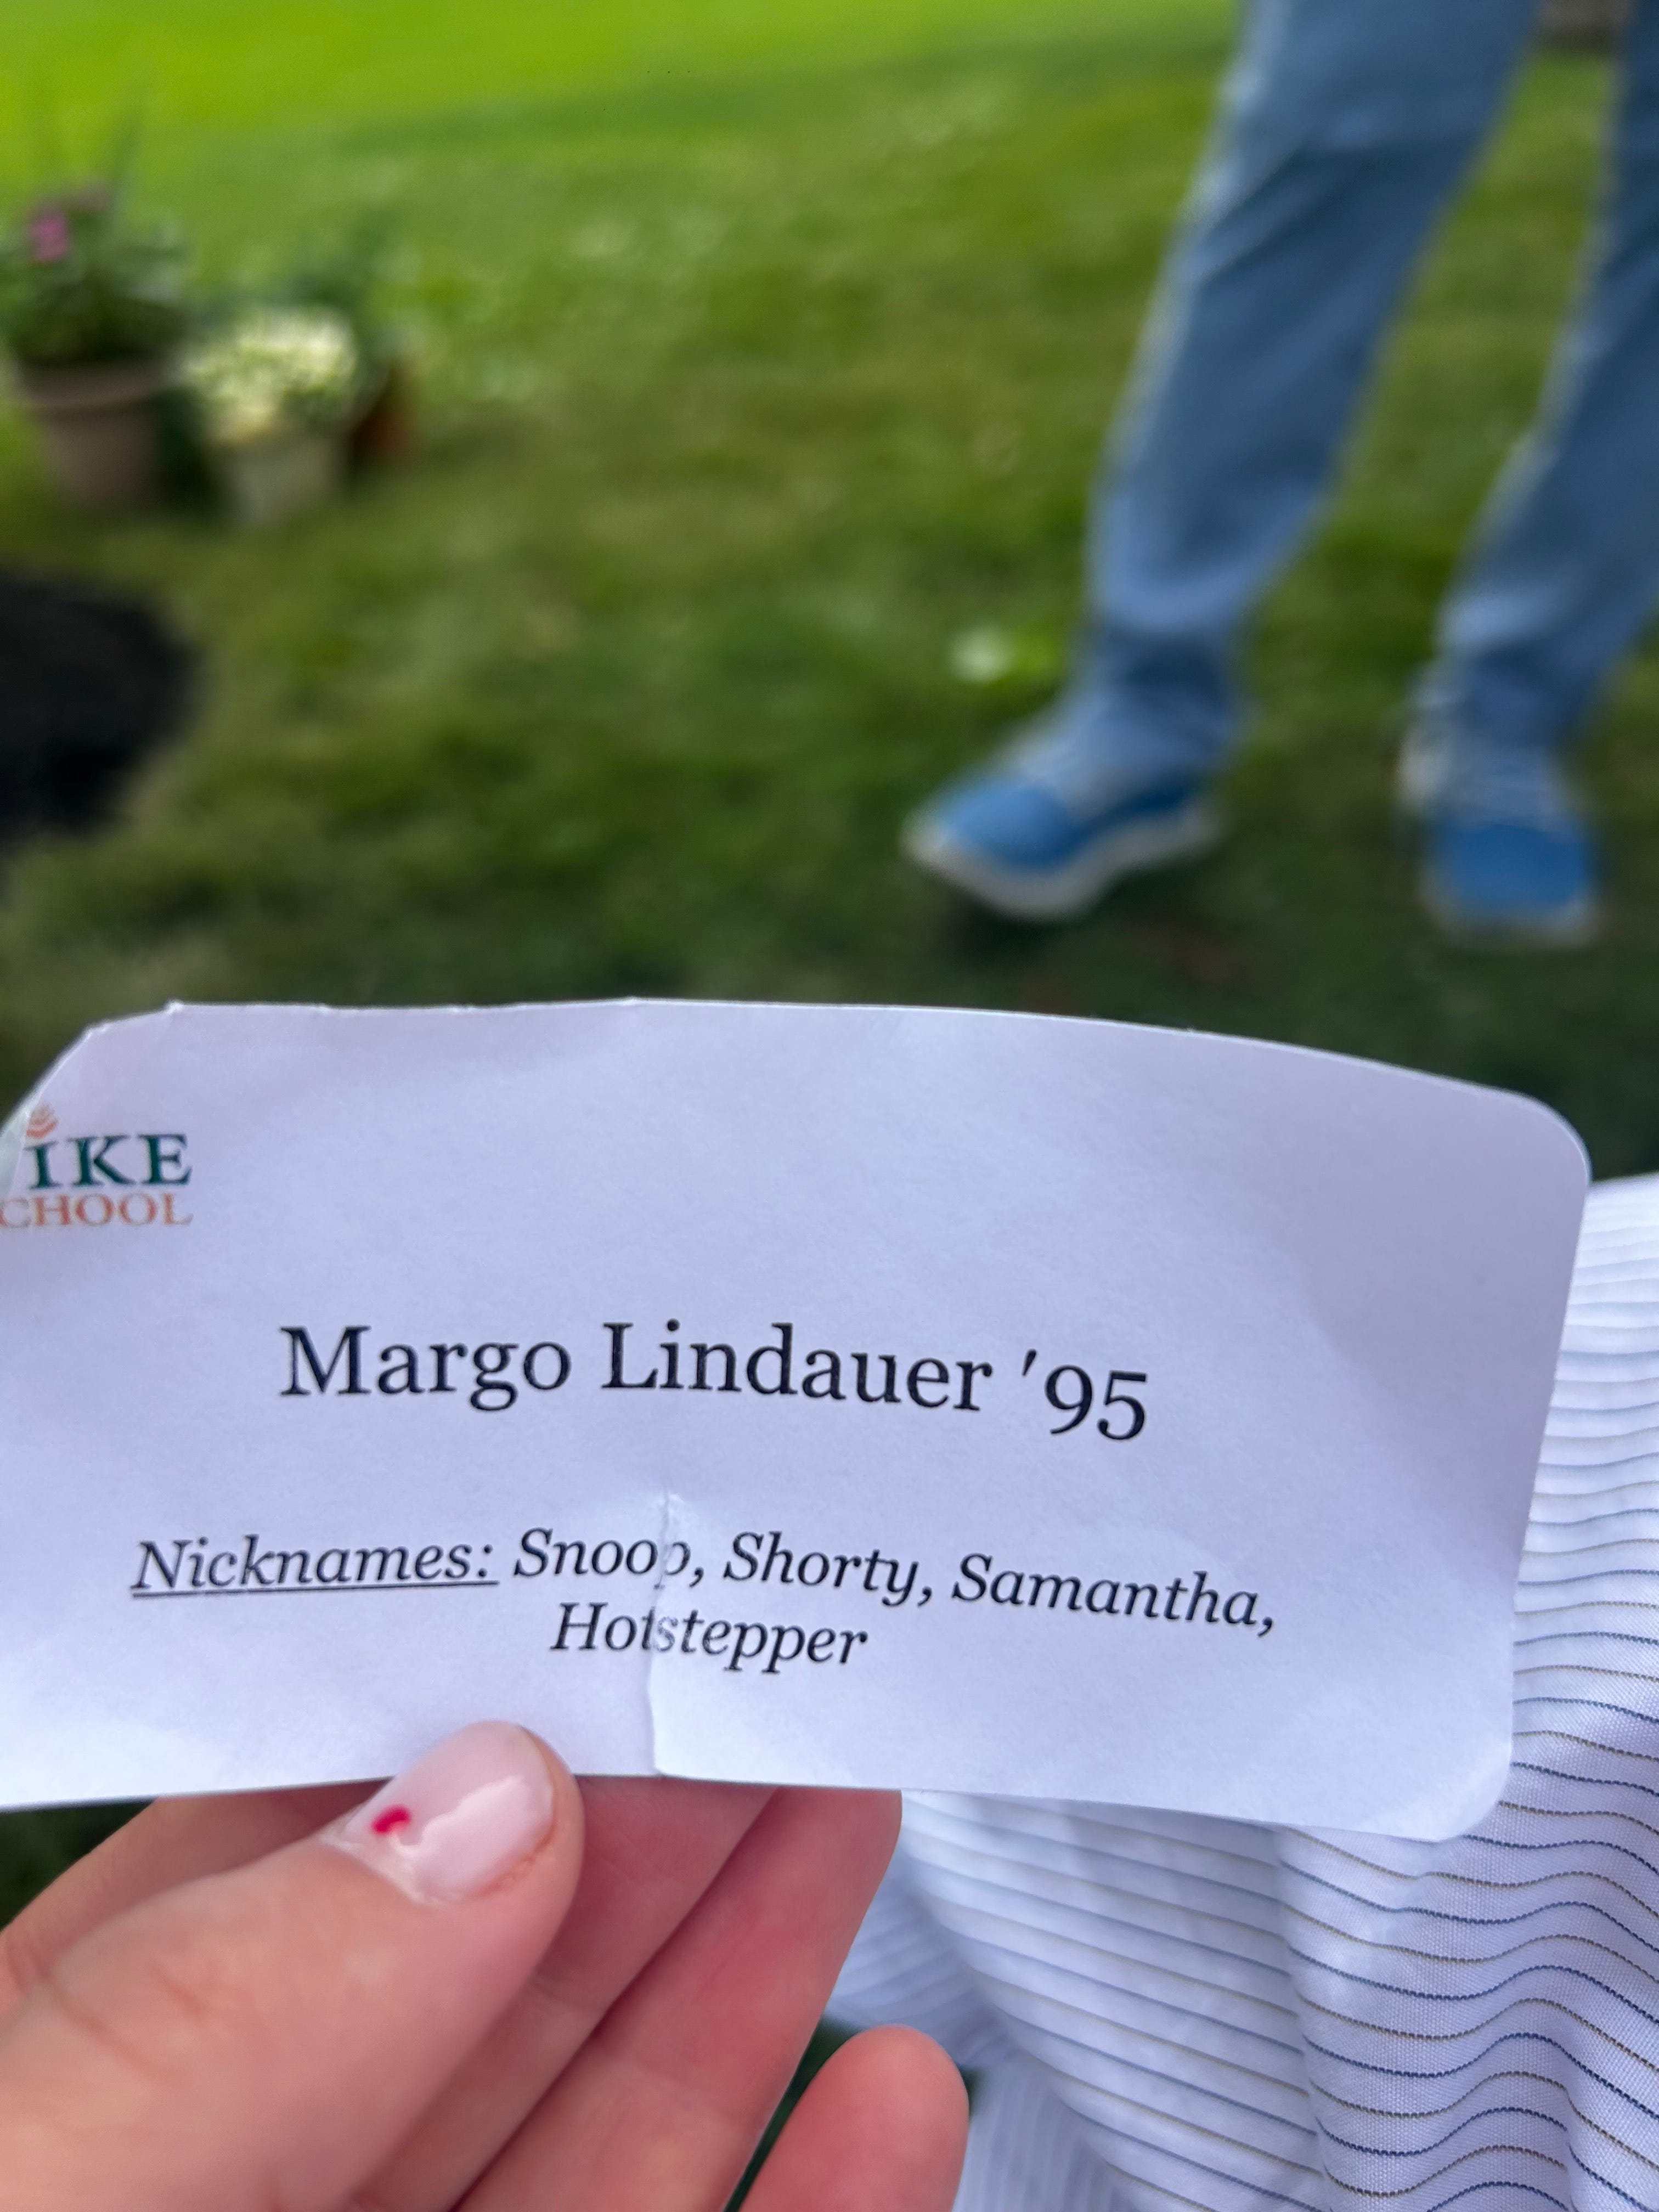 IKE
CHOOL
Margo Lindauer '95
Nicknames: Snoop, Shorty, Samantha,
Hotstepper